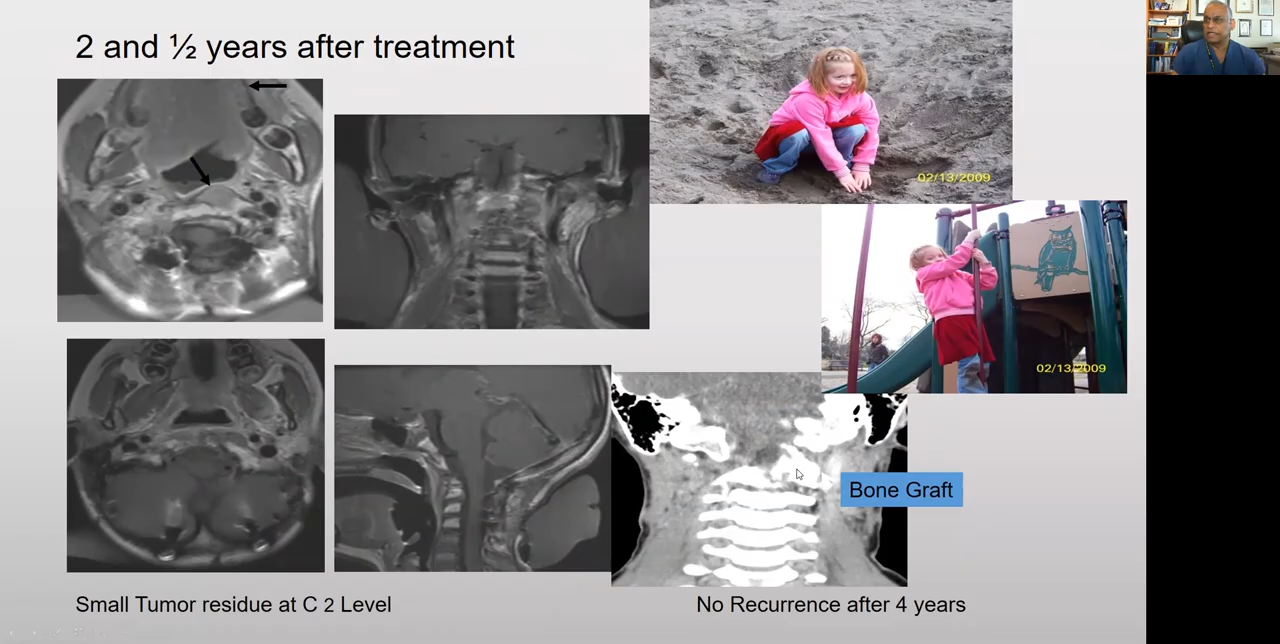 2 and ½ years after treatment
02/13/2009
02/13/2009
Bone Graft
Small Tumor residue at C 2 Level
No Recurrence after 4 years